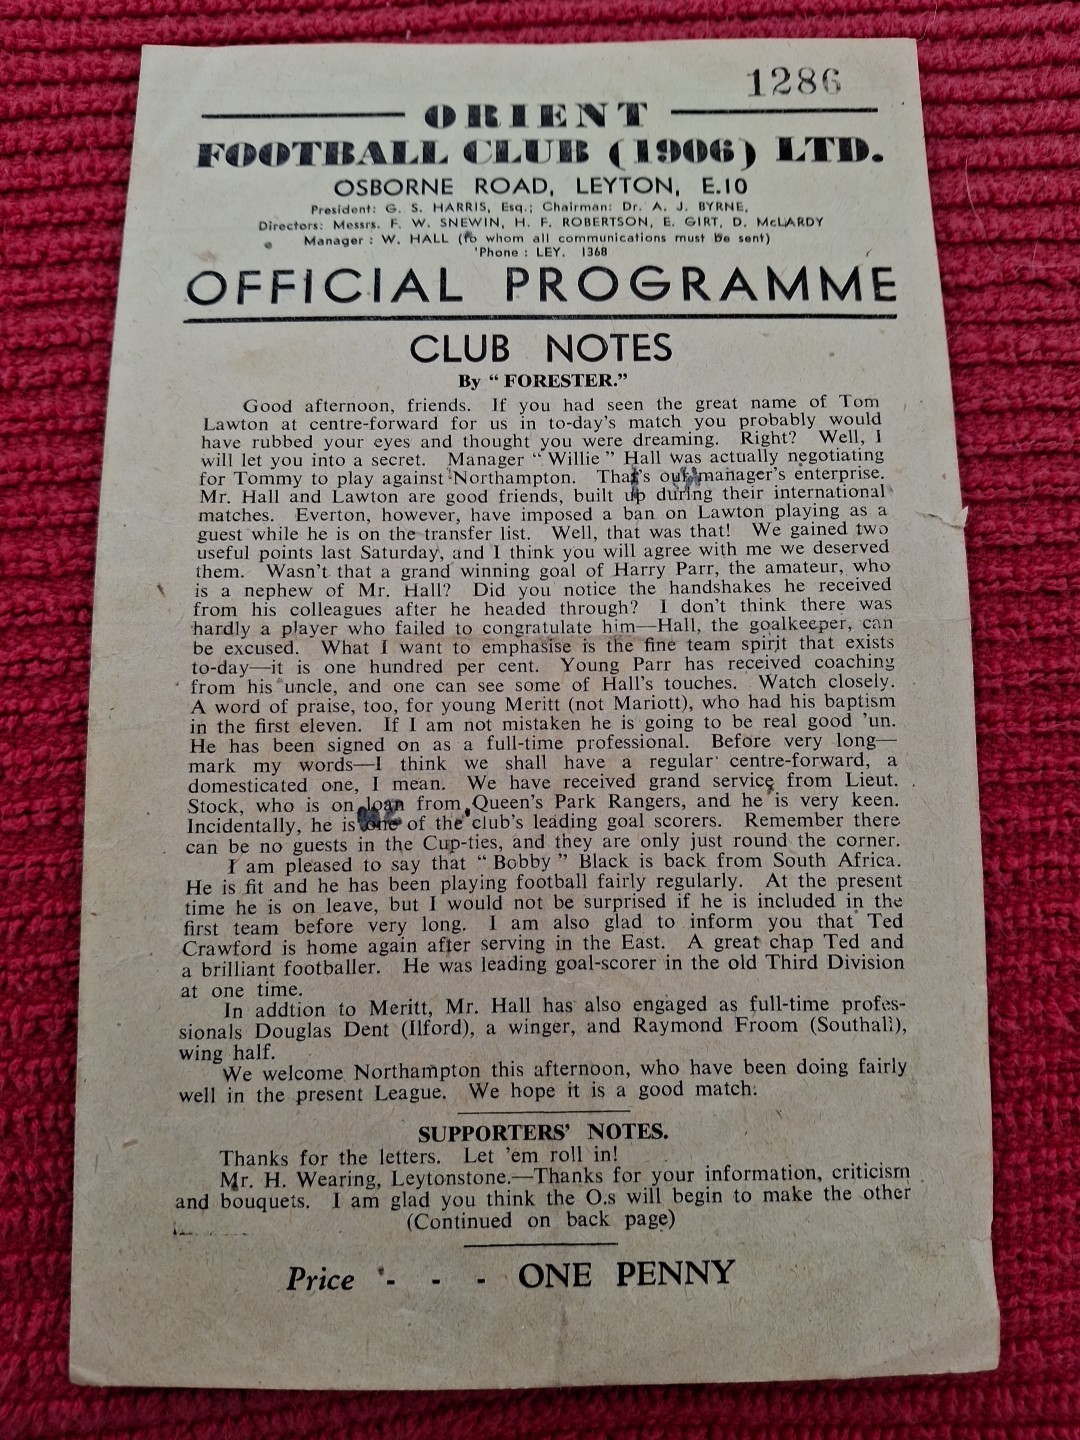 1286
ORIENT
FOOTBALL CLUB (1906) LTD.
OSBORNE ROAD, LEYTON, E.10
President: G. S. HARRIS, Esq.; Chairman: Dr. A. J. BYRNE,
Directors: Messrs. F. W. SNEWIN, H. F. ROBERTSON, E. GIRT, D. McLARDY
Manager : W. HALL (to whom all communications must be sent)
'Phone : LEY. 1368
OFFICIAL PROGRAMME
CLUB NOTES
By “ FORESTER.”
Good afternoon, friends. If you had seen the great name of Tom
Lawton at centre-forward for us in to-day's match you probably would
have rubbed your eyes and thought you were dreaming. Right? Well, I
will let you into a secret. Manager “ Willie ” Hall was actually negotiating
for Tommy to play against Northampton. That's our manager's enterprise.
Mr. Hall and Lawton are good friends, built up during their international
matches. Everton, however, have imposed a ban on Lawton playing as a
guest while he is on the transfer list. Well, that was that! We gained two
useful points last Saturday, and I think you will agree with me we deserved
them. Wasn't that a grand winning goal of Harry Parr, the amateur, who
is a nephew of Mr. Hall? Did you notice the handshakes he received
from his colleagues after he headed through? I don't think there was
hardly a player who failed to congratulate him—Hall, the goalkeeper, can
be excused. What I want to emphasise is the fine team spirit that exists
to-day—it is one hundred per cent. Young Parr has received coaching
from his uncle, and one can see some of Hall's touches. Watch closely.
A word of praise, too, for young Meritt (not Mariott), who had his baptism
in the first eleven. If I am not mistaken he is going to be real good 'un.
He has been signed on as a full-time professional. Before very long—
mark my words—I think we shall have a regular centre-forward, a
domesticated one, I mean. We have received grand service from Lieut.
Stock, who is on loan from Queen's Park Rangers, and he is very keen.
Incidentally, he is one of the club's leading goal scorers. Remember there
can be no guests in the Cup-ties, and they are only just round the corner.
I am pleased to say that “ Bobby ” Black is back from South Africa.
He is fit and he has been playing football fairly regularly. At the present
time he is on leave, but I would not be surprised if he is included in the
first team before very long. I am also glad to inform you that Ted
Crawford is home again after serving in the East. A great chap Ted and
a brilliant footballer. He was leading goal-scorer in the old Third Division
at one time.
In addtion to Meritt, Mr. Hall has also engaged as full-time profes-
sionals Douglas Dent (Ilford), a winger, and Raymond Froom (Southall),
wing half.
We welcome Northampton this afternoon, who have been doing fairly
well in the present League. We hope it is a good match.
SUPPORTERS' NOTES.
Thanks for the letters. Let 'em roll in!
Mr. H. Wearing, Leytonstone.—Thanks for your information, criticism
and bouquets. I am glad you think the O.s will begin to make the other
(Continued on back page)
Price - - - ONE PENNY